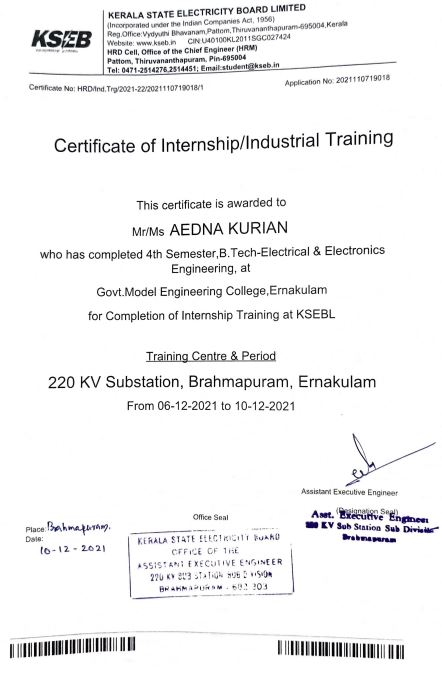 KSEB
KERALA STATE ELECTRICITY BOARD LIMITED
(Incorporated under the Indian Companies Act, 1956)
Reg.Office:Vydyuthi Bhavanam,Pattom,Thiruvananthapuram-695004,Kerala
Website: www.kseb.in CIN:U40100KL2011SGC027424
HRD Cell, Office of the Chief Engineer (HRM)
Pattom, Thiruvananthapuram, Pin-695004
Tel: 0471-2514276,2514451; Email:student@kseb.in
Certificate No: HRD/Ind.Trg/2021-22/2021110719018/1
Application No: 2021110719018
Certificate of Internship/Industrial Training
This certificate is awarded to
Mr/Ms AEDNA KURIAN
who has completed 4th Semester,B.Tech-Electrical & Electronics
Engineering, at
Govt.Model Engineering College,Ernakulam
for Completion of Internship Training at KSEBL
Training Centre & Period
220 KV Substation, Brahmapuram, Ernakulam
From 06-12-2021 to 10-12-2021
Assistant Executive Engineer
(Designation Seal)
Asst. Executive Engineer
220 KV Sub Station Sub Division
Brahmapuram
Office Seal
Place: Brahmapuram.
Date:
10-12-2021
KERALA STATE ELECTRICITY BOARD
OFFICE OF THE
ASSISTANT EXECUTIVE ENGINEER
220 KV SUB STATION SUB DIVISION
BRAHMAPURAM - 682 303